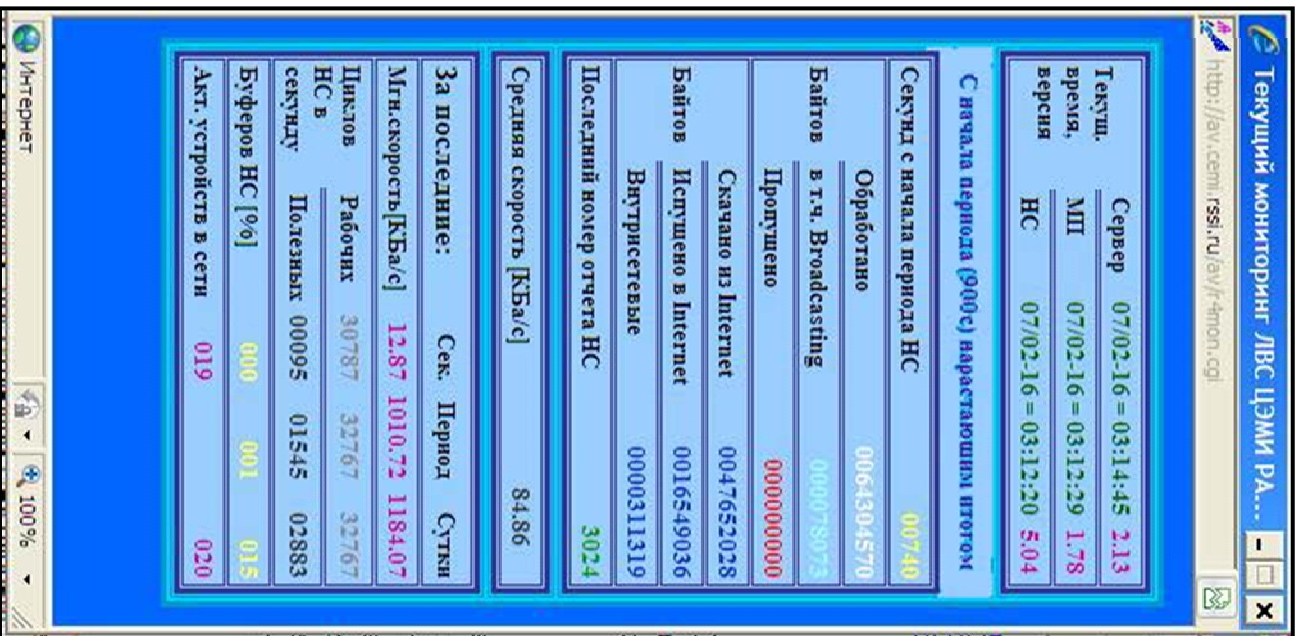 Текущий мониторинг ЛВС ЦЭМИ РА...
http://av.cemi.rssi.ru/av/r4mon.cgi
Текущ. время, версия
Сервер 07/02-16 = 03:14:45 2.13
МП 07/02-16 = 03:12:29 1.78
НС 07/02-16 = 03:12:20 5.04
С начала периода (900с) нарастающим итогом
Секунд с начала периода НС 00740
Байтов
Обработано 0064304570
в т.ч. Broadcasting 0000078073
Пропущено 000000000
Байтов
Скачано из Internet 0047652028
Испущено в Internet 0016549036
Внутрисетевые 0000311319
Последний номер отчета НС 3024
Средняя скорость [КБа/с] 84.86
За последние: Сек. Период Сутки
Мгн.скорость[КБа/с] 12.87 1010.72 1184.07
Циклов НС в секунду
Рабочих 30787 32767 32767
Полезных 00095 01545 02883
Буферов НС [%] 000 001 015
Акт. устройств в сети 019 020
Интернет
100%